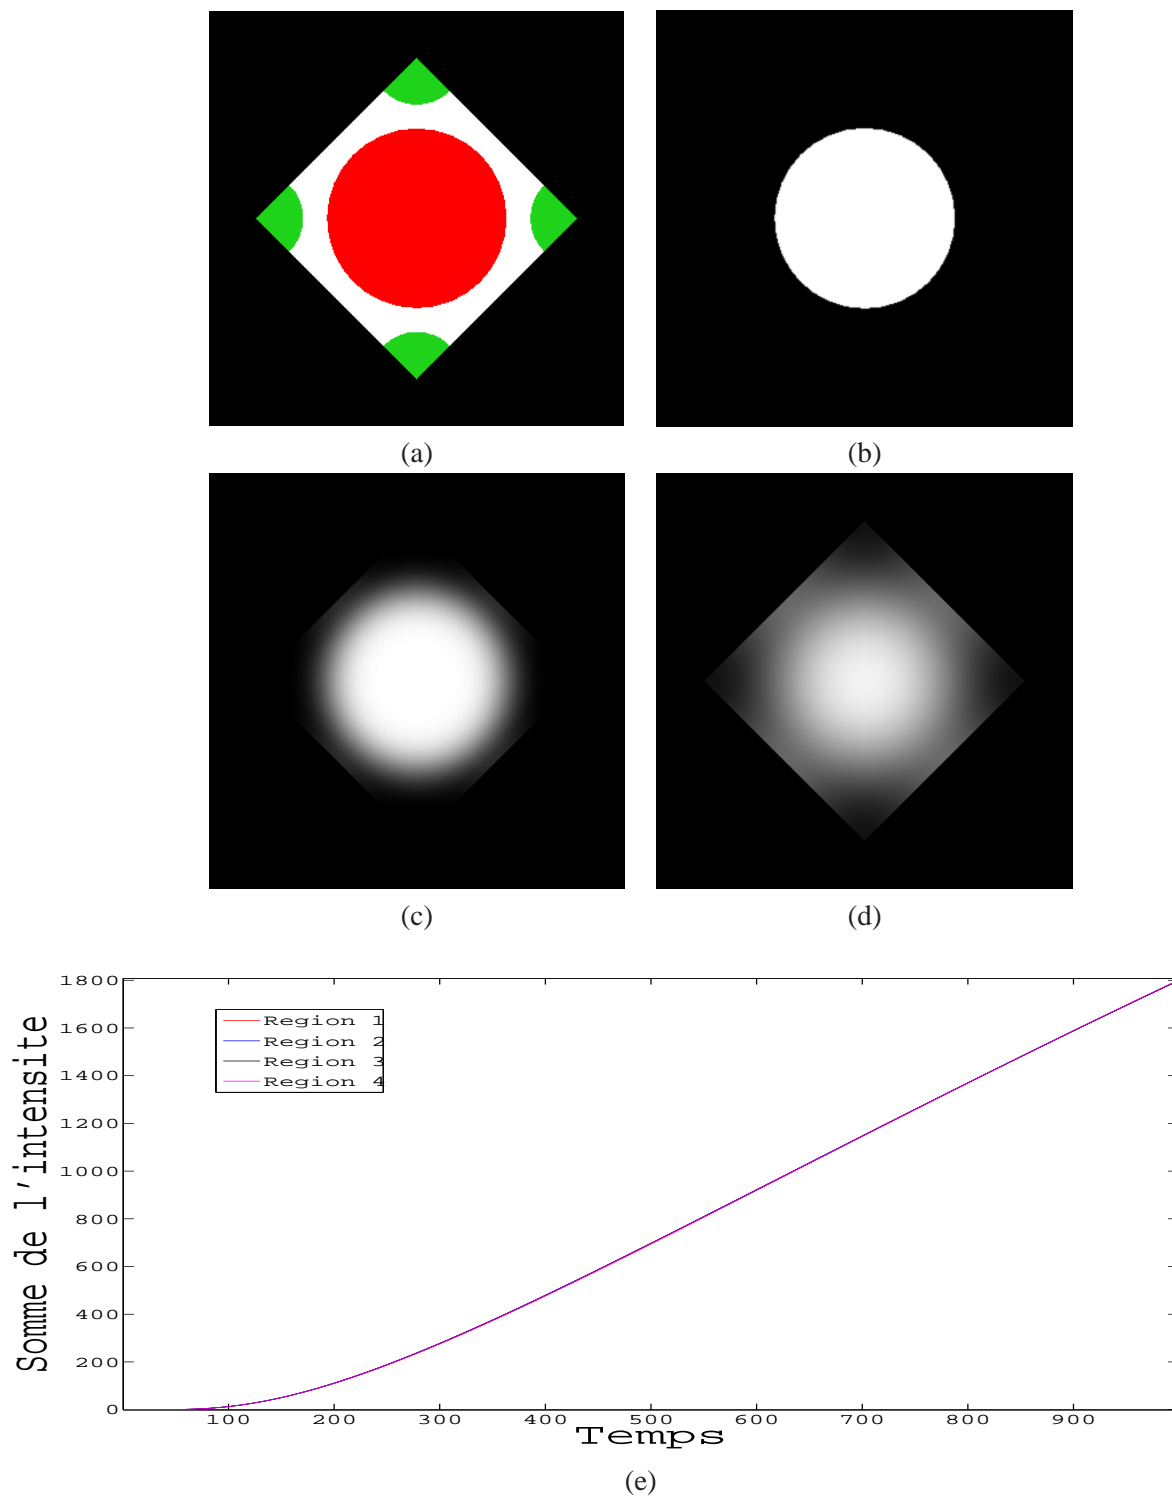 (a)
(b)
(c)
(d)
1800
1600
1400
1200
1000
800
600
400
200
0
Somme de l'intensite
Region 1
Region 2
Region 3
Region 4
100 200 300 400 500 600 700 800 900
Temps
(e)